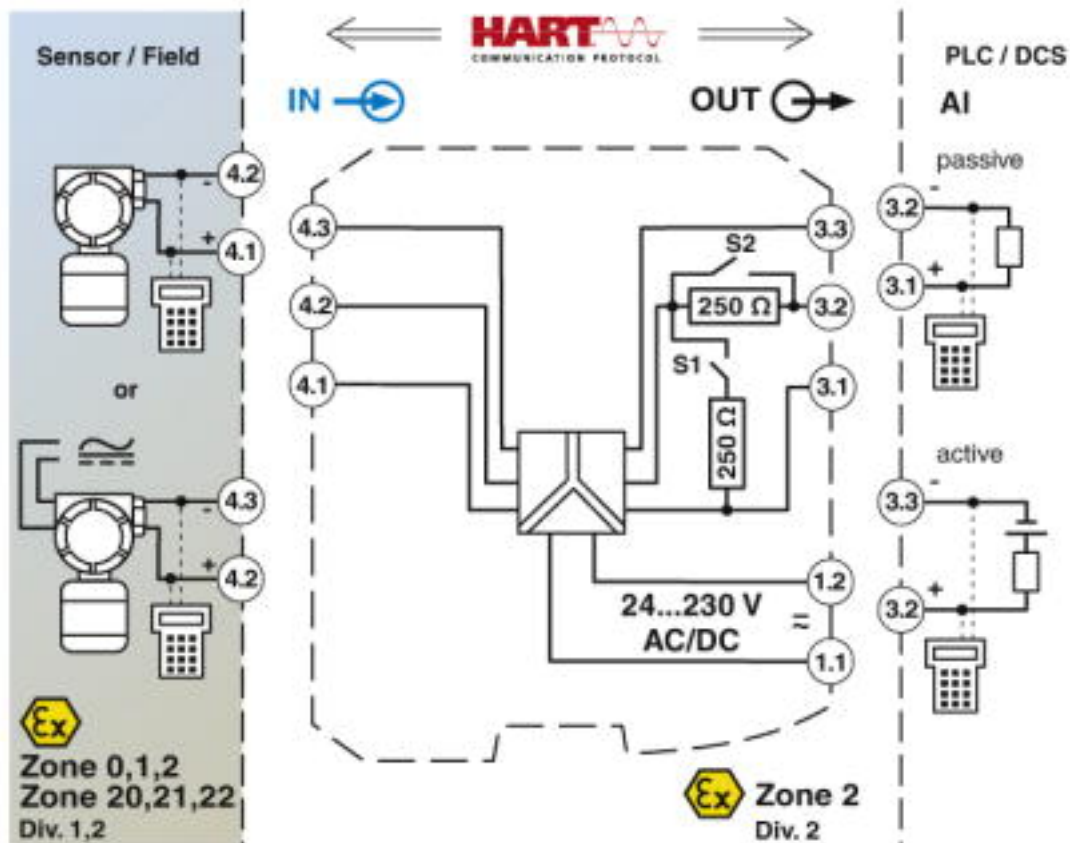 Sensor / Field
HART
COMMUNICATION PROTOCOL
PLC / DCS
IN
OUT
AI
passive
4.2
-
+
4.1
or
4.3
-
+
4.2
4.3
4.2
4.1
3.3
S2
250 Ω
3.2
S1
250 Ω
3.1
24...230 V
AC/DC
1.2
1.1
3.2
-
+
3.1
active
3.3
-
+
3.2
Ex
Zone 0,1,2
Zone 20,21,22
Div. 1,2
Ex
Zone 2
Div. 2